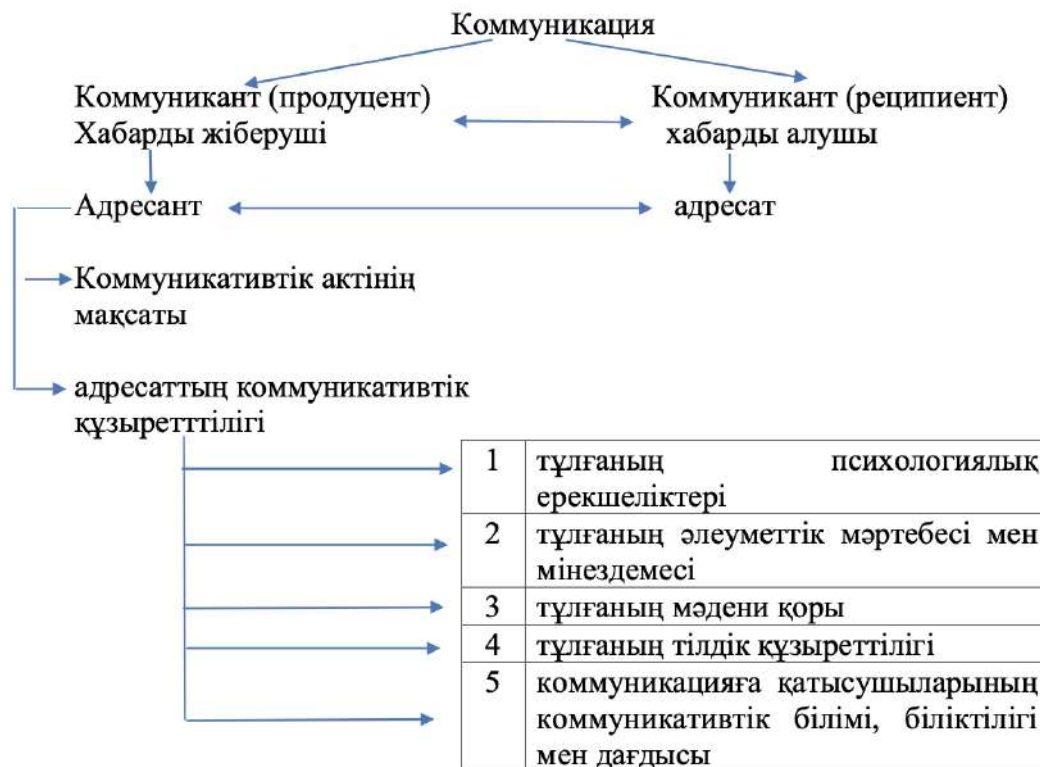 Коммуникация
Коммуникант (продуцент)
Хабарды жіберуші
Коммуникант (реципиент)
хабарды алушы
Адресант
адресат
Коммуникативтік актінің
мақсаты
адресаттың коммуникативтік
құзыретттілігі
1 тұлғаның психологиялық
ерекшеліктері
2 тұлғаның әлеуметтік мәртебесі мен
мінездемесі
3 тұлғаның мәдени қоры
4 тұлғаның тілдік құзыреттілігі
5 коммуникацияға қатысушыларының
коммуникативтік білімі, біліктілігі
мен дағдысы